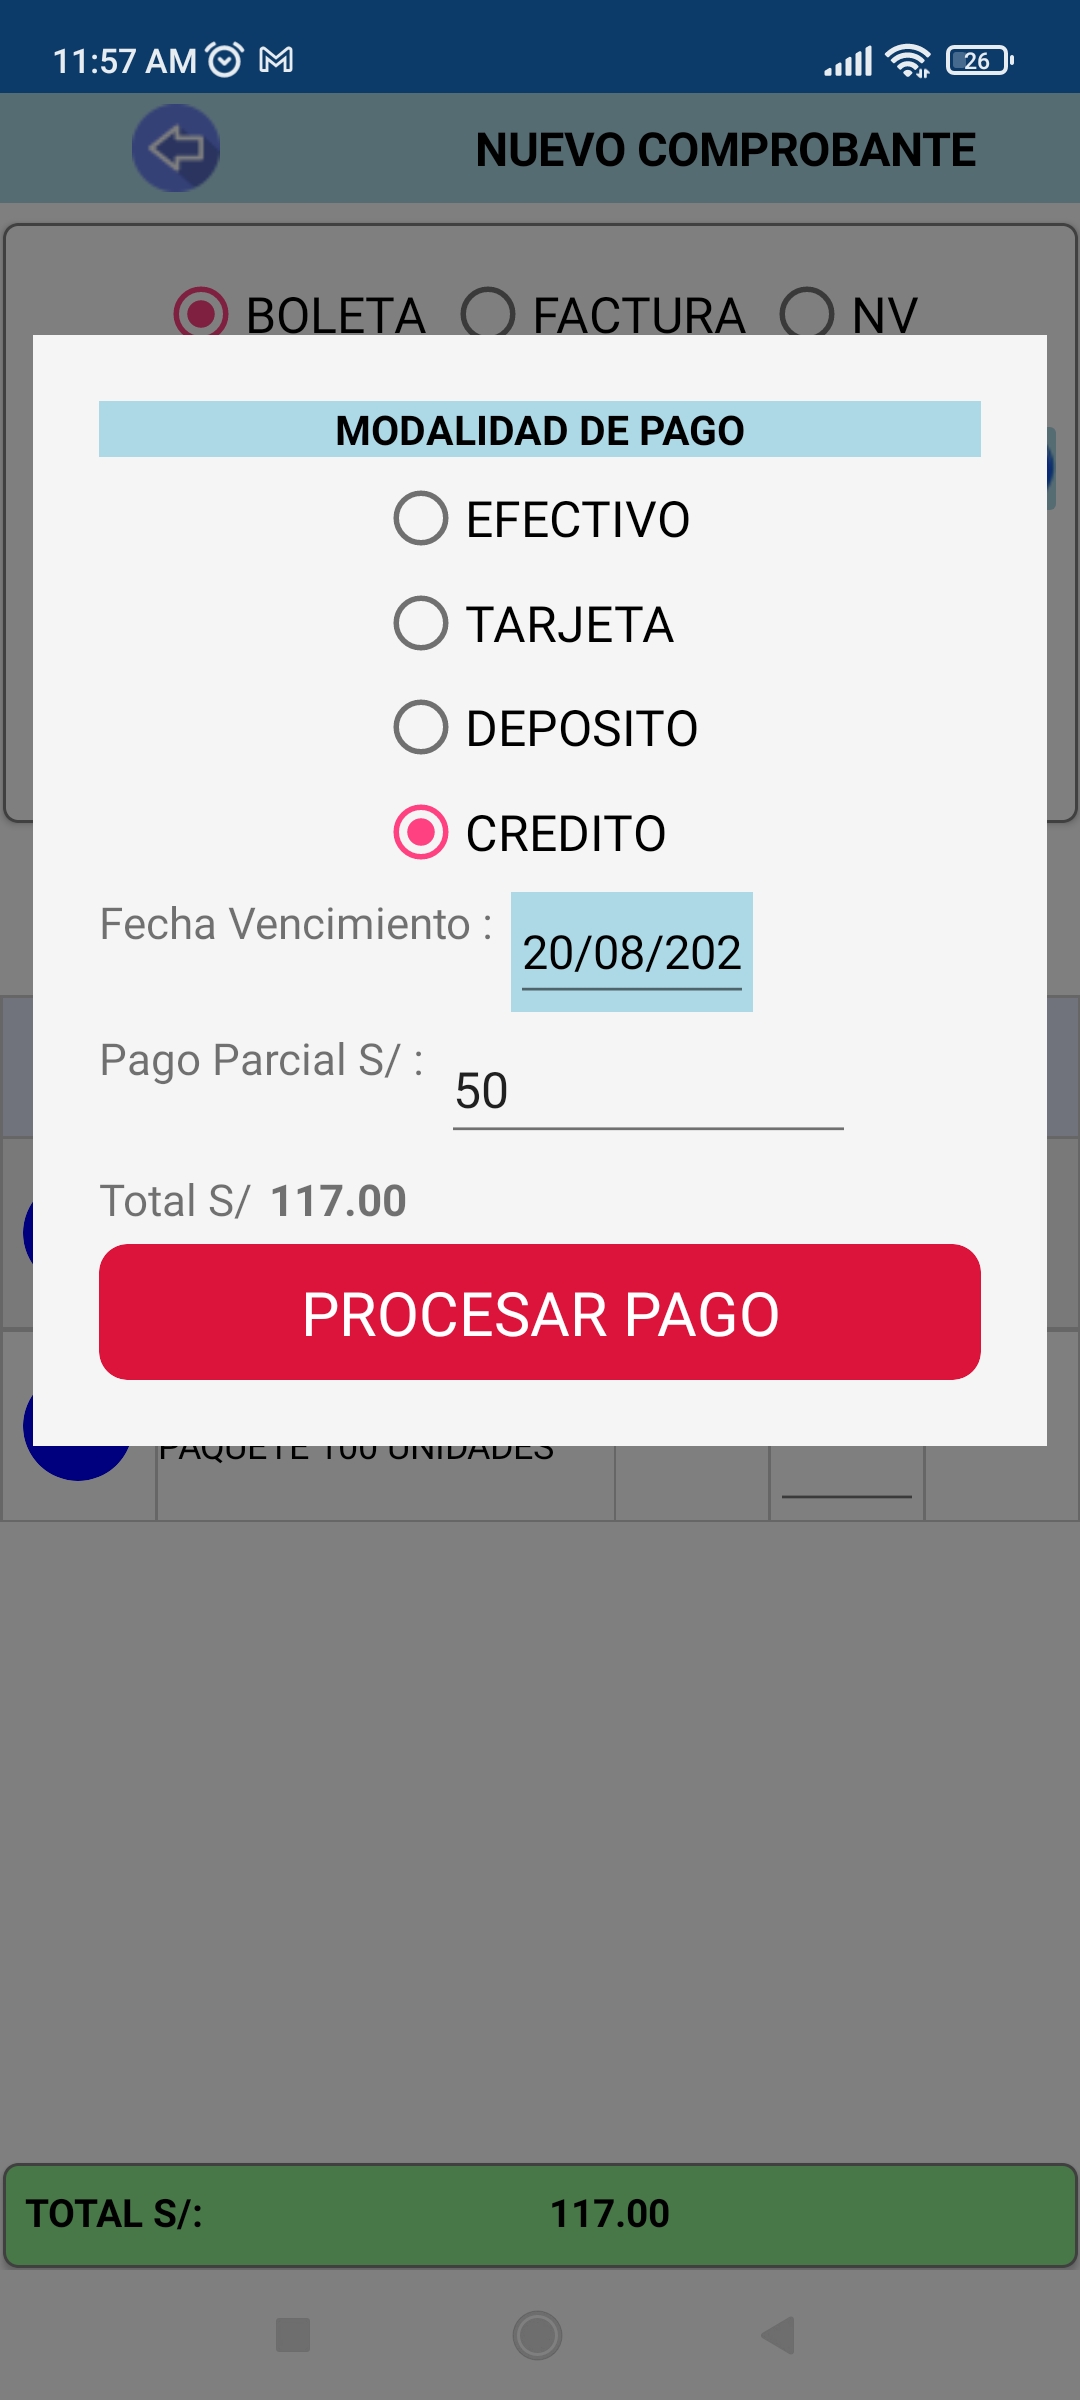 11:57 AM
26
NUEVO COMPROBANTE
BOLETA FACTURA NV
MODALIDAD DE PAGO
EFECTIVO
TARJETA
DEPOSITO
CREDITO
Fecha Vencimiento : 20/08/202
Pago Parcial S/ : 50
Total S/ 117.00
PROCESAR PAGO
PAQUETE 100 UNIDADES
TOTAL S/: 117.00